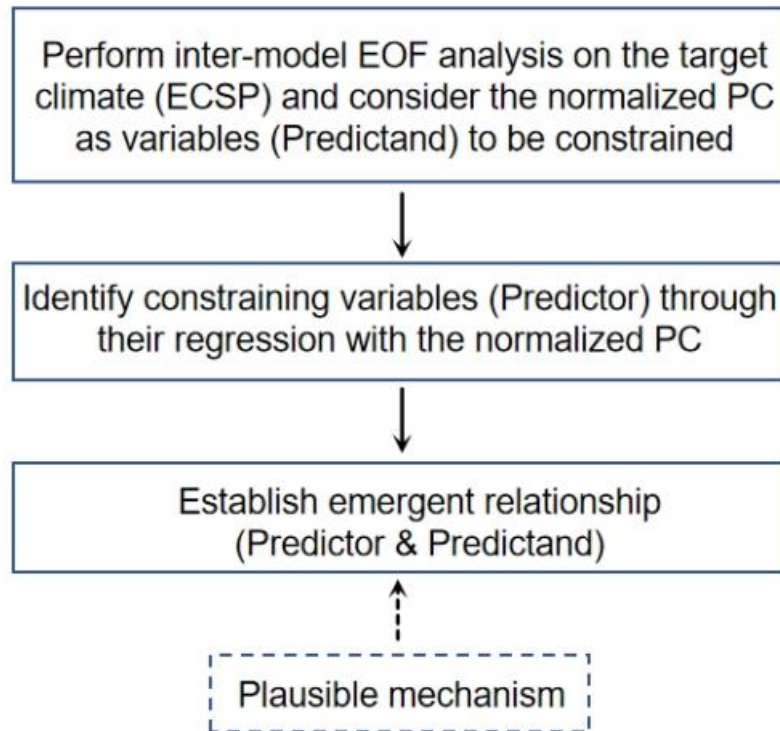 Perform inter-model EOF analysis on the target
climate (ECSP) and consider the normalized PC
as variables (Predictand) to be constrained
Identify constraining variables (Predictor) through
their regression with the normalized PC
Establish emergent relationship
(Predictor & Predictand)
Plausible mechanism